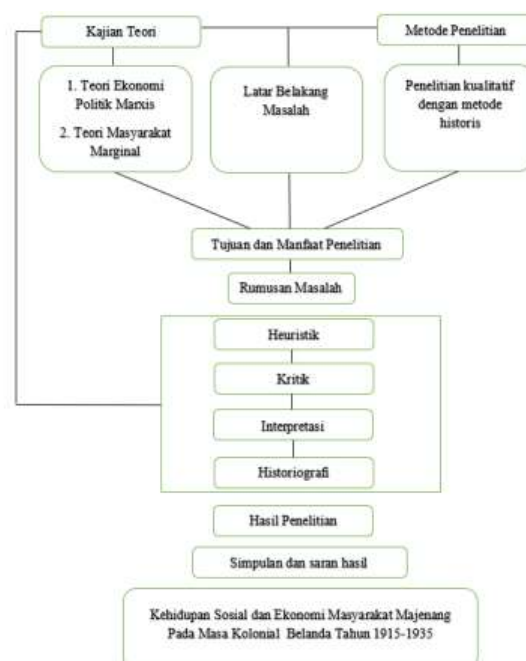 Kajian Teori
Metode Penelitian
1. Teori Ekonomi
Politik Marxis
2. Teori Masyarakat
Marginal
Latar Belakang
Masalah
Penelitian kualitatif
dengan metode
historis
Tujuan dan Manfaat Penelitian
Rumusan Masalah
Heuristik
Kritik
Interpretasi
Historiografi
Hasil Penelitian
Simpulan dan saran hasil
Kehidupan Sosial dan Ekonomi Masyarakat Majenang
Pada Masa Kolonial Belanda Tahun 1915-1935